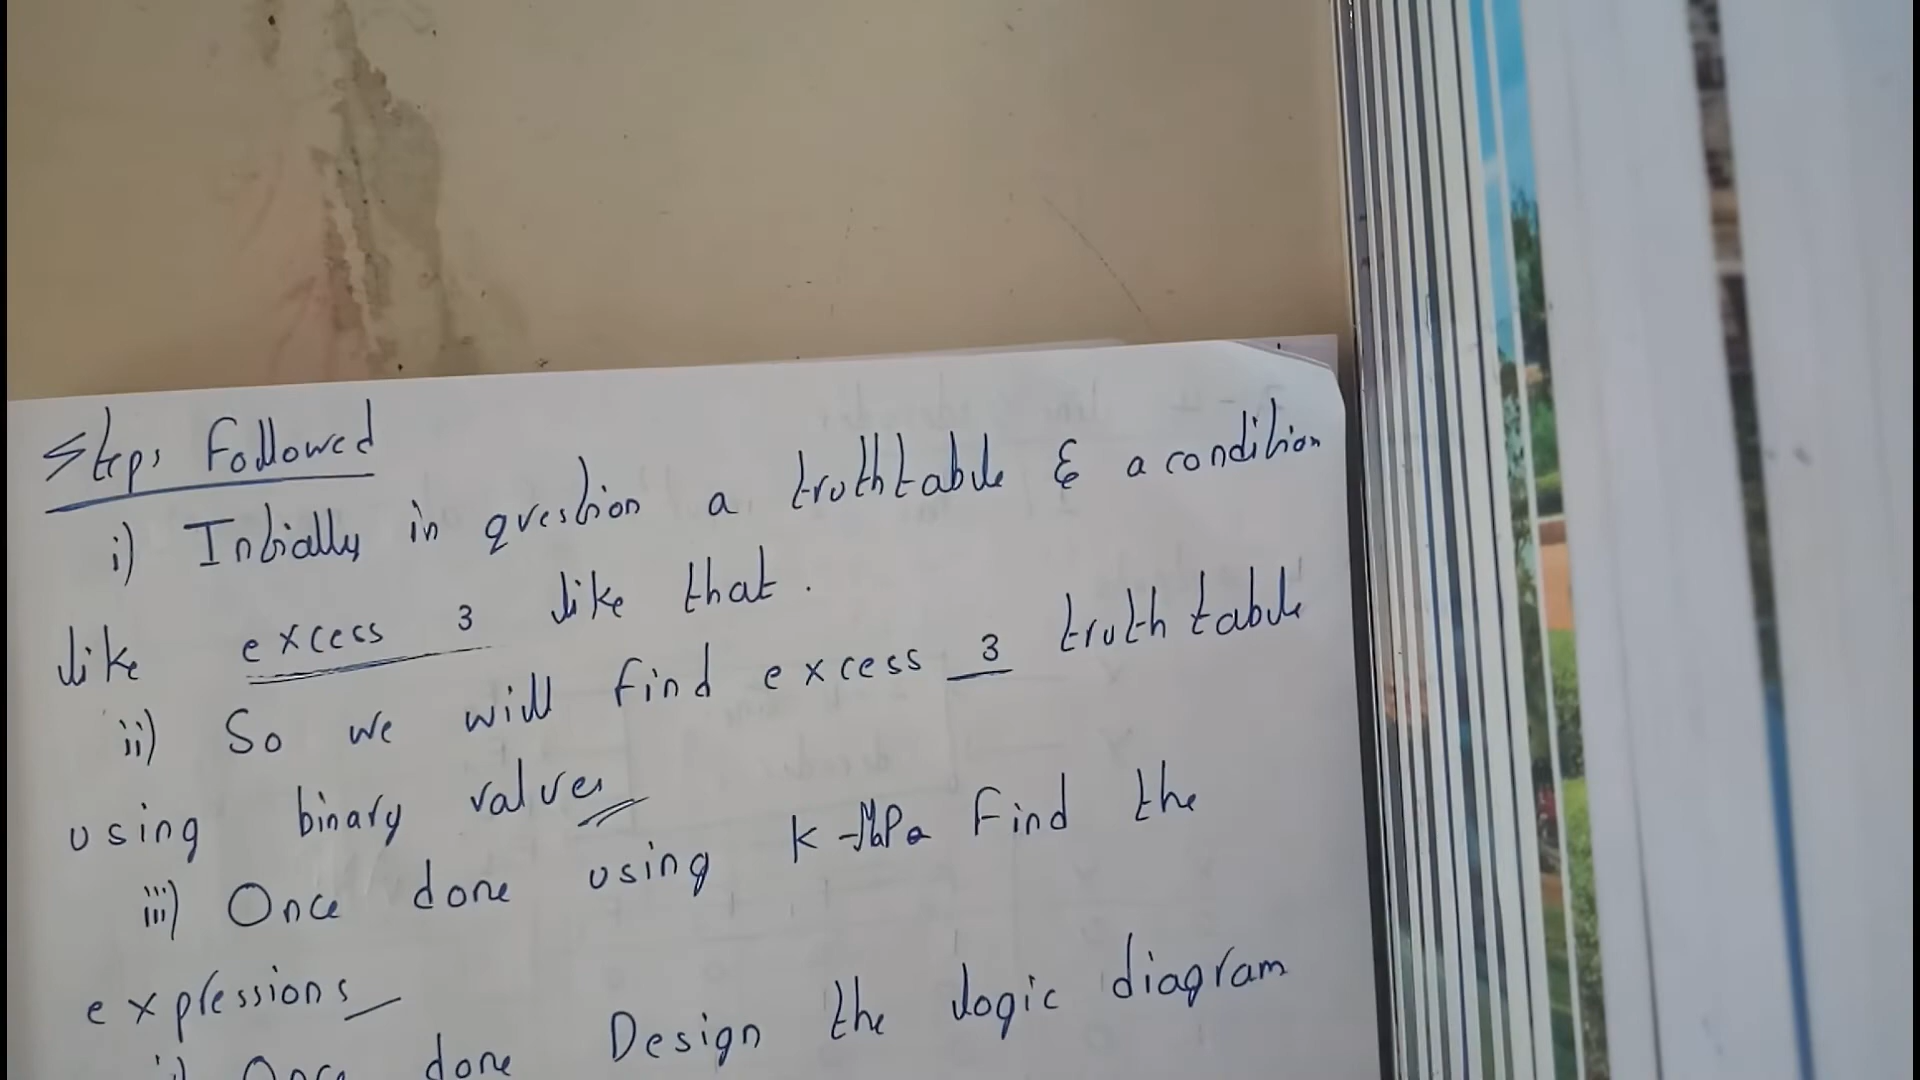 Steps Followed
i) Initially in question a truthtable & a condition
like excess 3 like that.
ii) So we will find excess 3 truth table
using binary values
iii) Once done using K-Map Find the
expressions
Once done Design the logic diagram